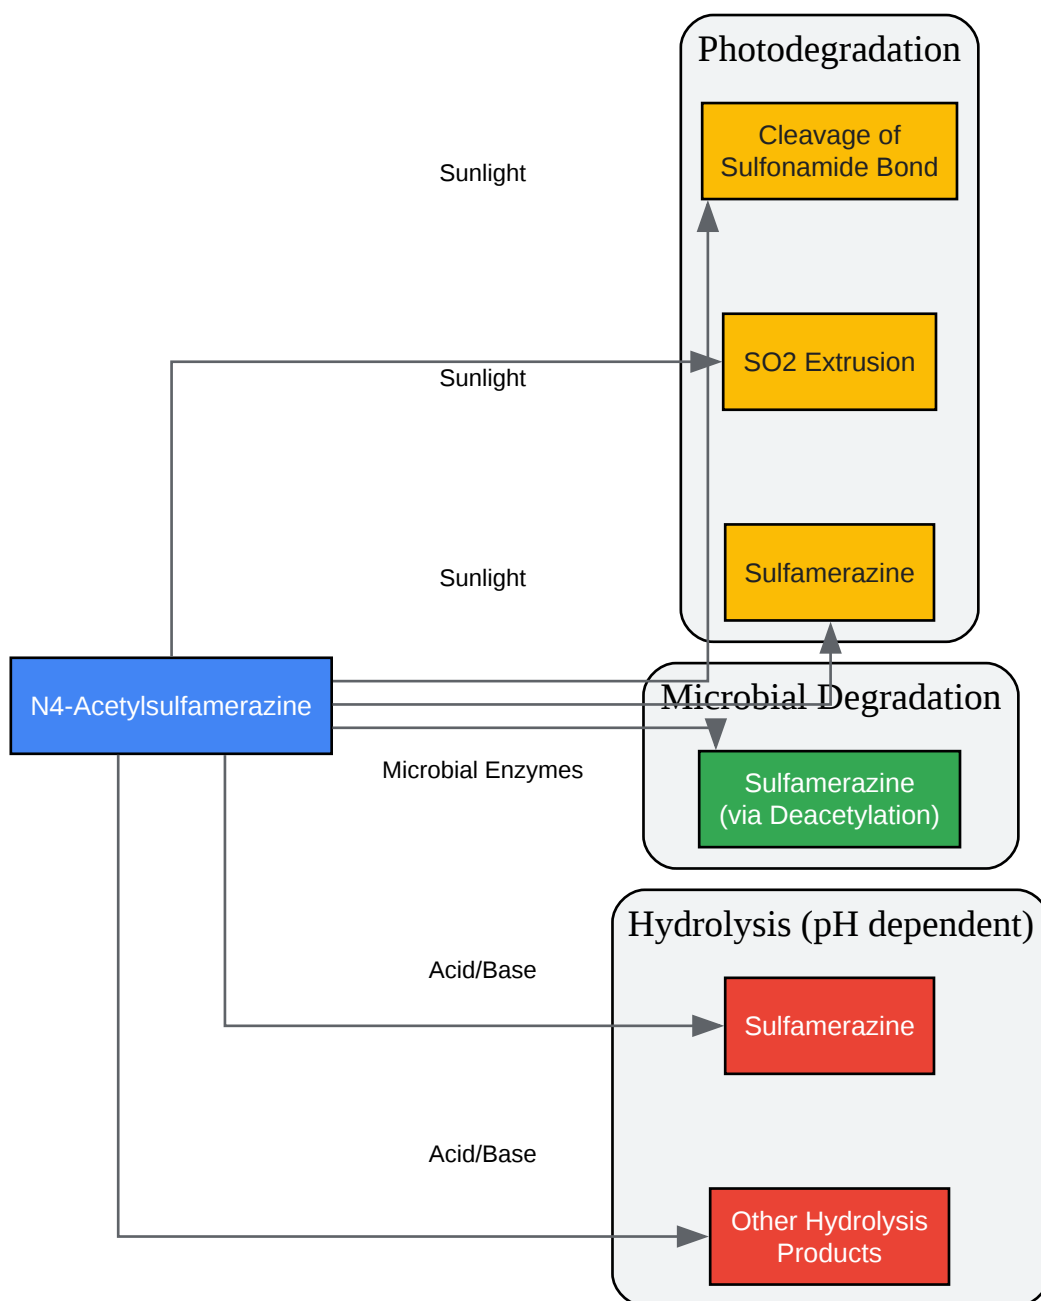 Photodegradation
Cleavage of
Sulfonamide Bond
Sunlight
SO2 Extrusion
Sunlight
Sulfamerazine
Sunlight
N4-Acetylsulfamerazine
Microbial Degradation
Microbial Enzymes
Sulfamerazine
(via Deacetylation)
Hydrolysis (pH dependent)
Acid/Base
Sulfamerazine
Acid/Base
Other Hydrolysis
Products